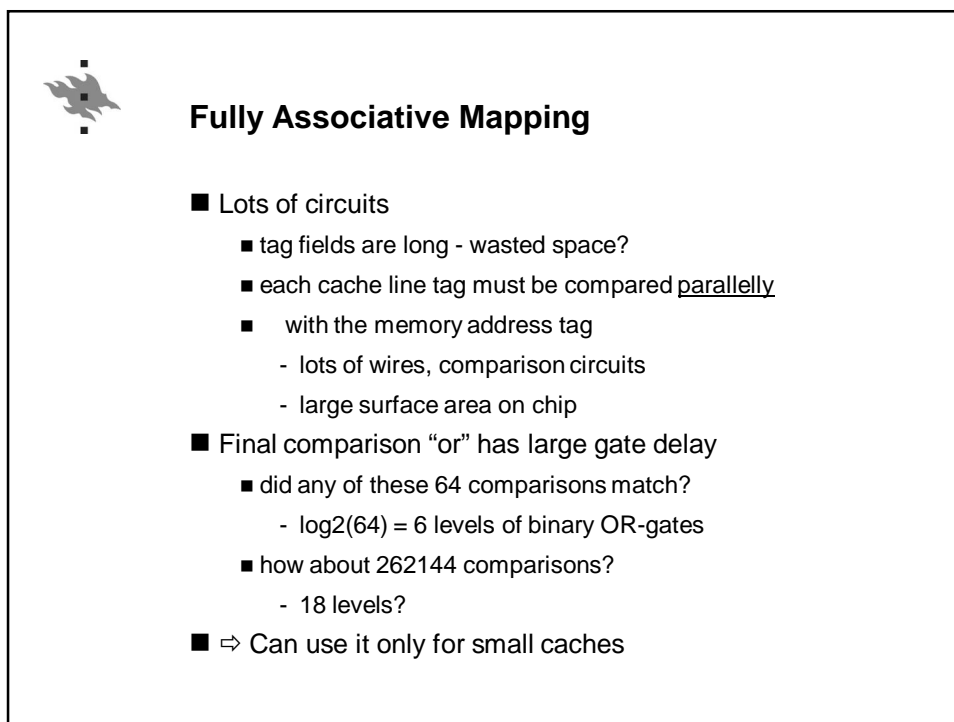 Fully Associative Mapping
■ Lots of circuits
■ tag fields are long - wasted space?
■ each cache line tag must be compared parallelly
■ with the memory address tag
- lots of wires, comparison circuits
- large surface area on chip
■ Final comparison “or” has large gate delay
■ did any of these 64 comparisons match?
- log2(64) = 6 levels of binary OR-gates
■ how about 262144 comparisons?
- 18 levels?
■ ⇨ Can use it only for small caches